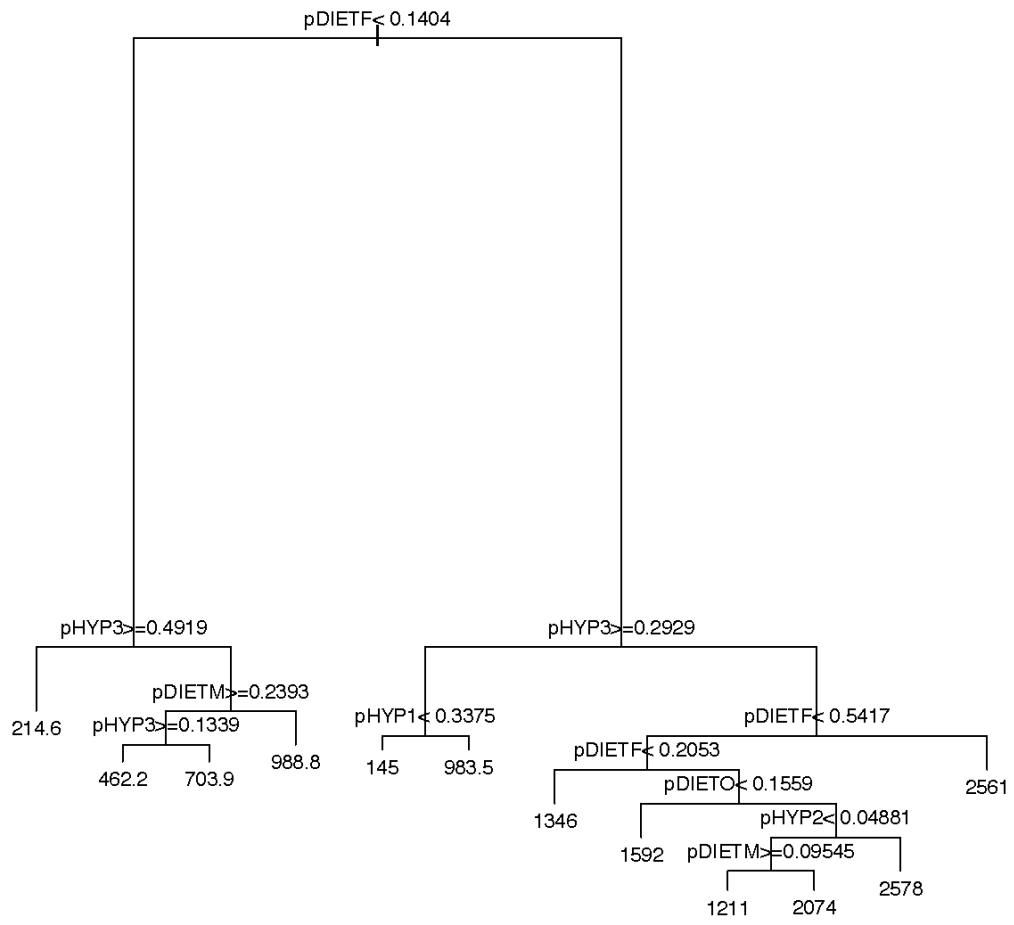 pDIETF< 0.1404
pHYP3>=0.4919
pHYP3>=0.2929
pDIETM>=0.2393
pHYP1< 0.3375
pDIETF< 0.5417
214.6
pHYP3>=0.1339
pDIETF< 0.2053
462.2
703.9
988.8
145
983.5
pDIETO< 0.1559
2561
1346
pHYP2< 0.04881
1592
pDIETM>=0.09545
2578
1211
2074